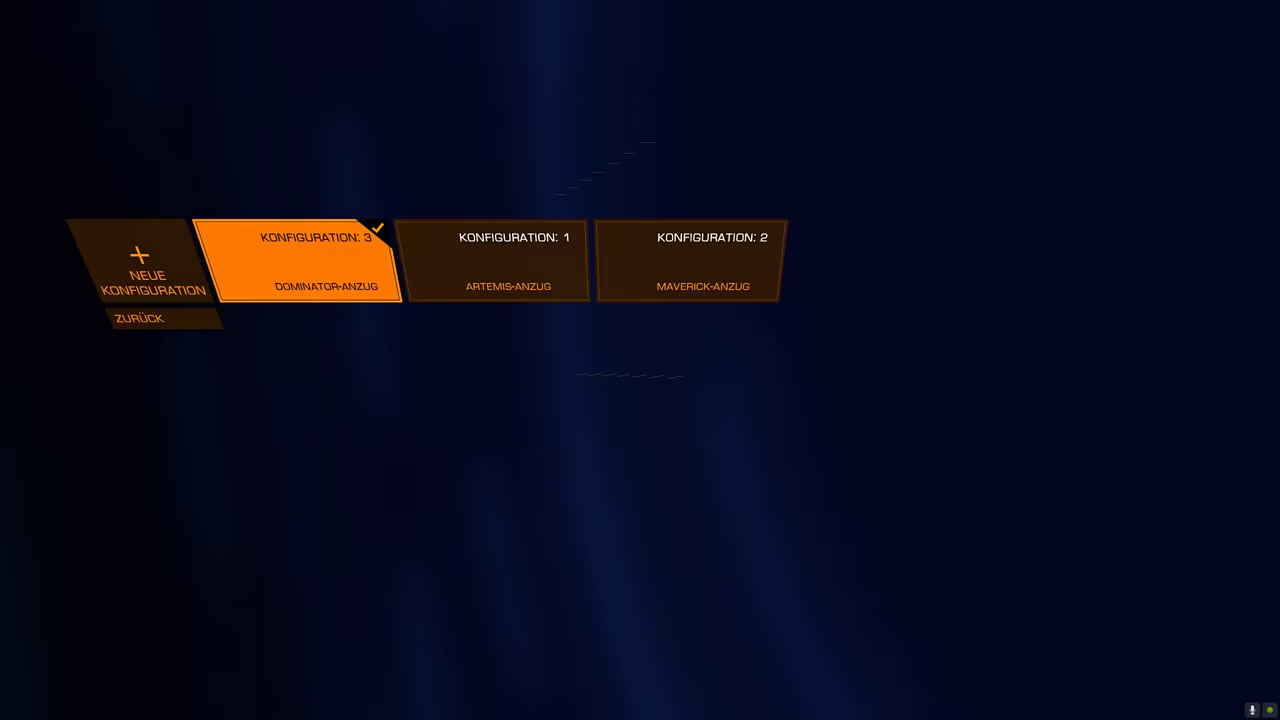 NEUE
KONFIGURATION
KONFIGURATION: 3
DOMINATOR-ANZUG
KONFIGURATION: 1
ARTEMIS-ANZUG
KONFIGURATION: 2
MAVERICK-ANZUG
ZURÜCK